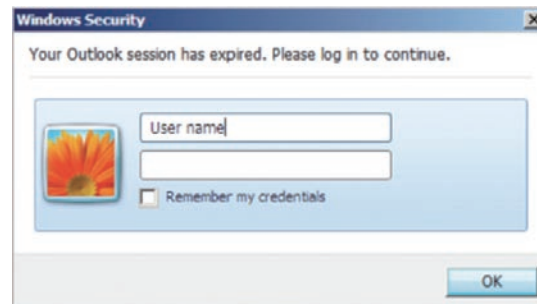 Windows Security
Your Outlook session has expired. Please log in to continue.
User name
Remember my credentials
OK